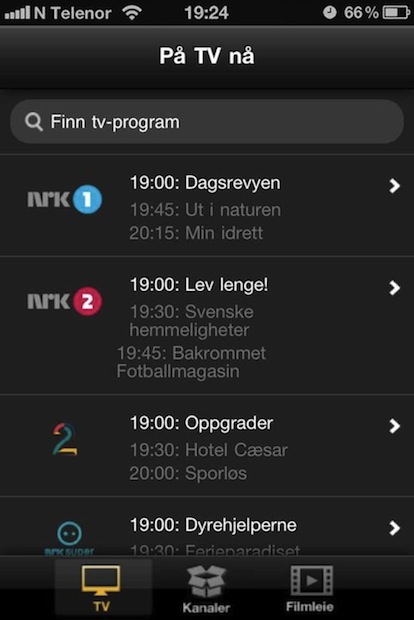 N Telenor 19:24 66%
På TV nå
Finn tv-program
nrk 1
19:00: Dagsrevyen
19:45: Ut i naturen
20:15: Min idrett
nrk 2
19:00: Lev lenge!
19:30: Svenske
hemmeligheter
19:45: Bakrommet
Fotballmagasin
2
19:00: Oppgrader
19:30: Hotel Cæsar
20:00: Sporløs
nrk super
19:00: Dyrehjelperne
19:30: Ferieparadiset
TV Kanaler Filmleie